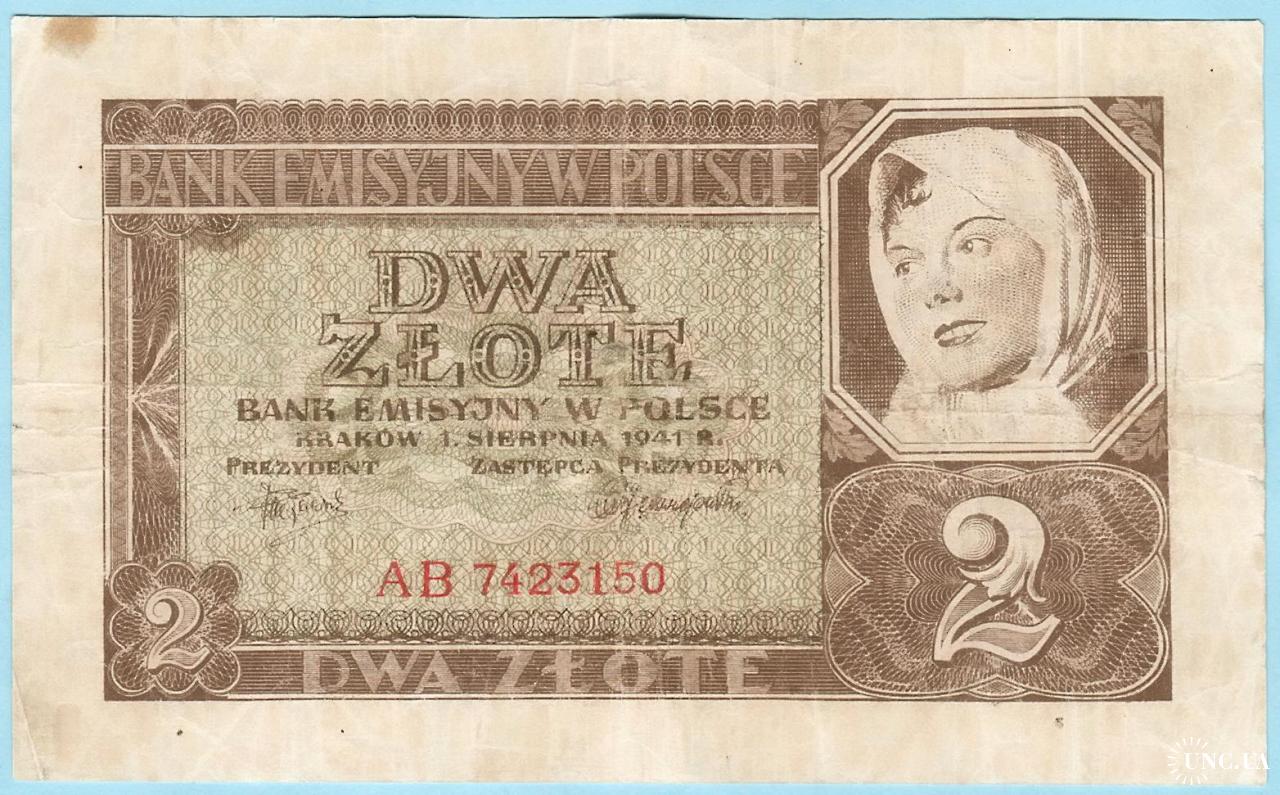 BANK EMISYJNY W POLSCE
DWA
ZŁOTE
BANK EMISYJNY W POLSCE
KRAKÓW 1. SIERPNIA 1941 R.
PREZYDENT ZASTĘPCA PREZYDENTA
AB 7423150
2
2
DWA ZŁOTE
UNC.UA